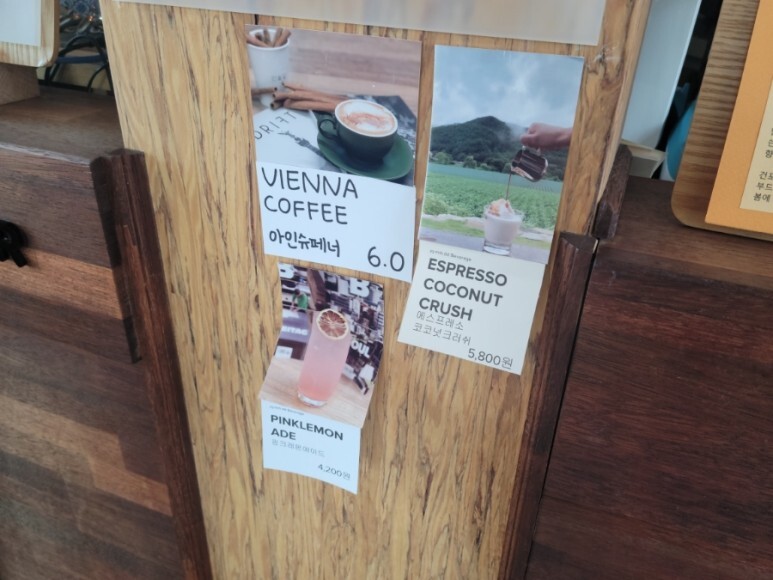 VIENNA
COFFEE
아인슈페너
6.0
ESPRESSO
COCONUT
CRUSH
에스프레소
코코넛크러쉬
5,800원
PINKLEMON
ADE
핑크레몬에이드
4,200원